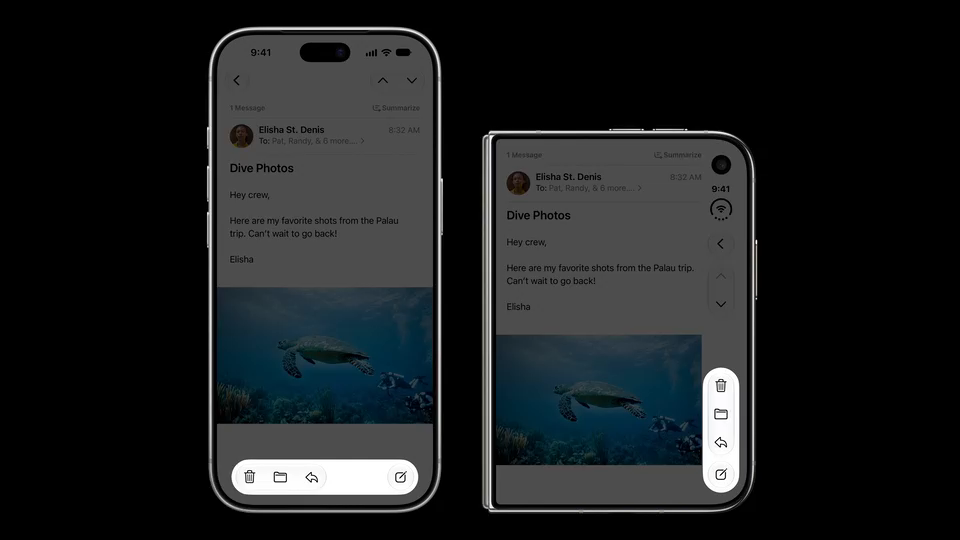 9:41
1 Message
Summarize
Elisha St. Denis
8:32 AM
To: Pat, Randy, & 6 more...
Dive Photos
Hey crew,
Here are my favorite shots from the Palau
trip. Can't wait to go back!
Elisha
1 Message
Summarize
9:41
Elisha St. Denis
8:32 AM
To: Pat, Randy, & 6 more...
Dive Photos
Hey crew,
Here are my favorite shots from the Palau trip.
Can't wait to go back!
Elisha